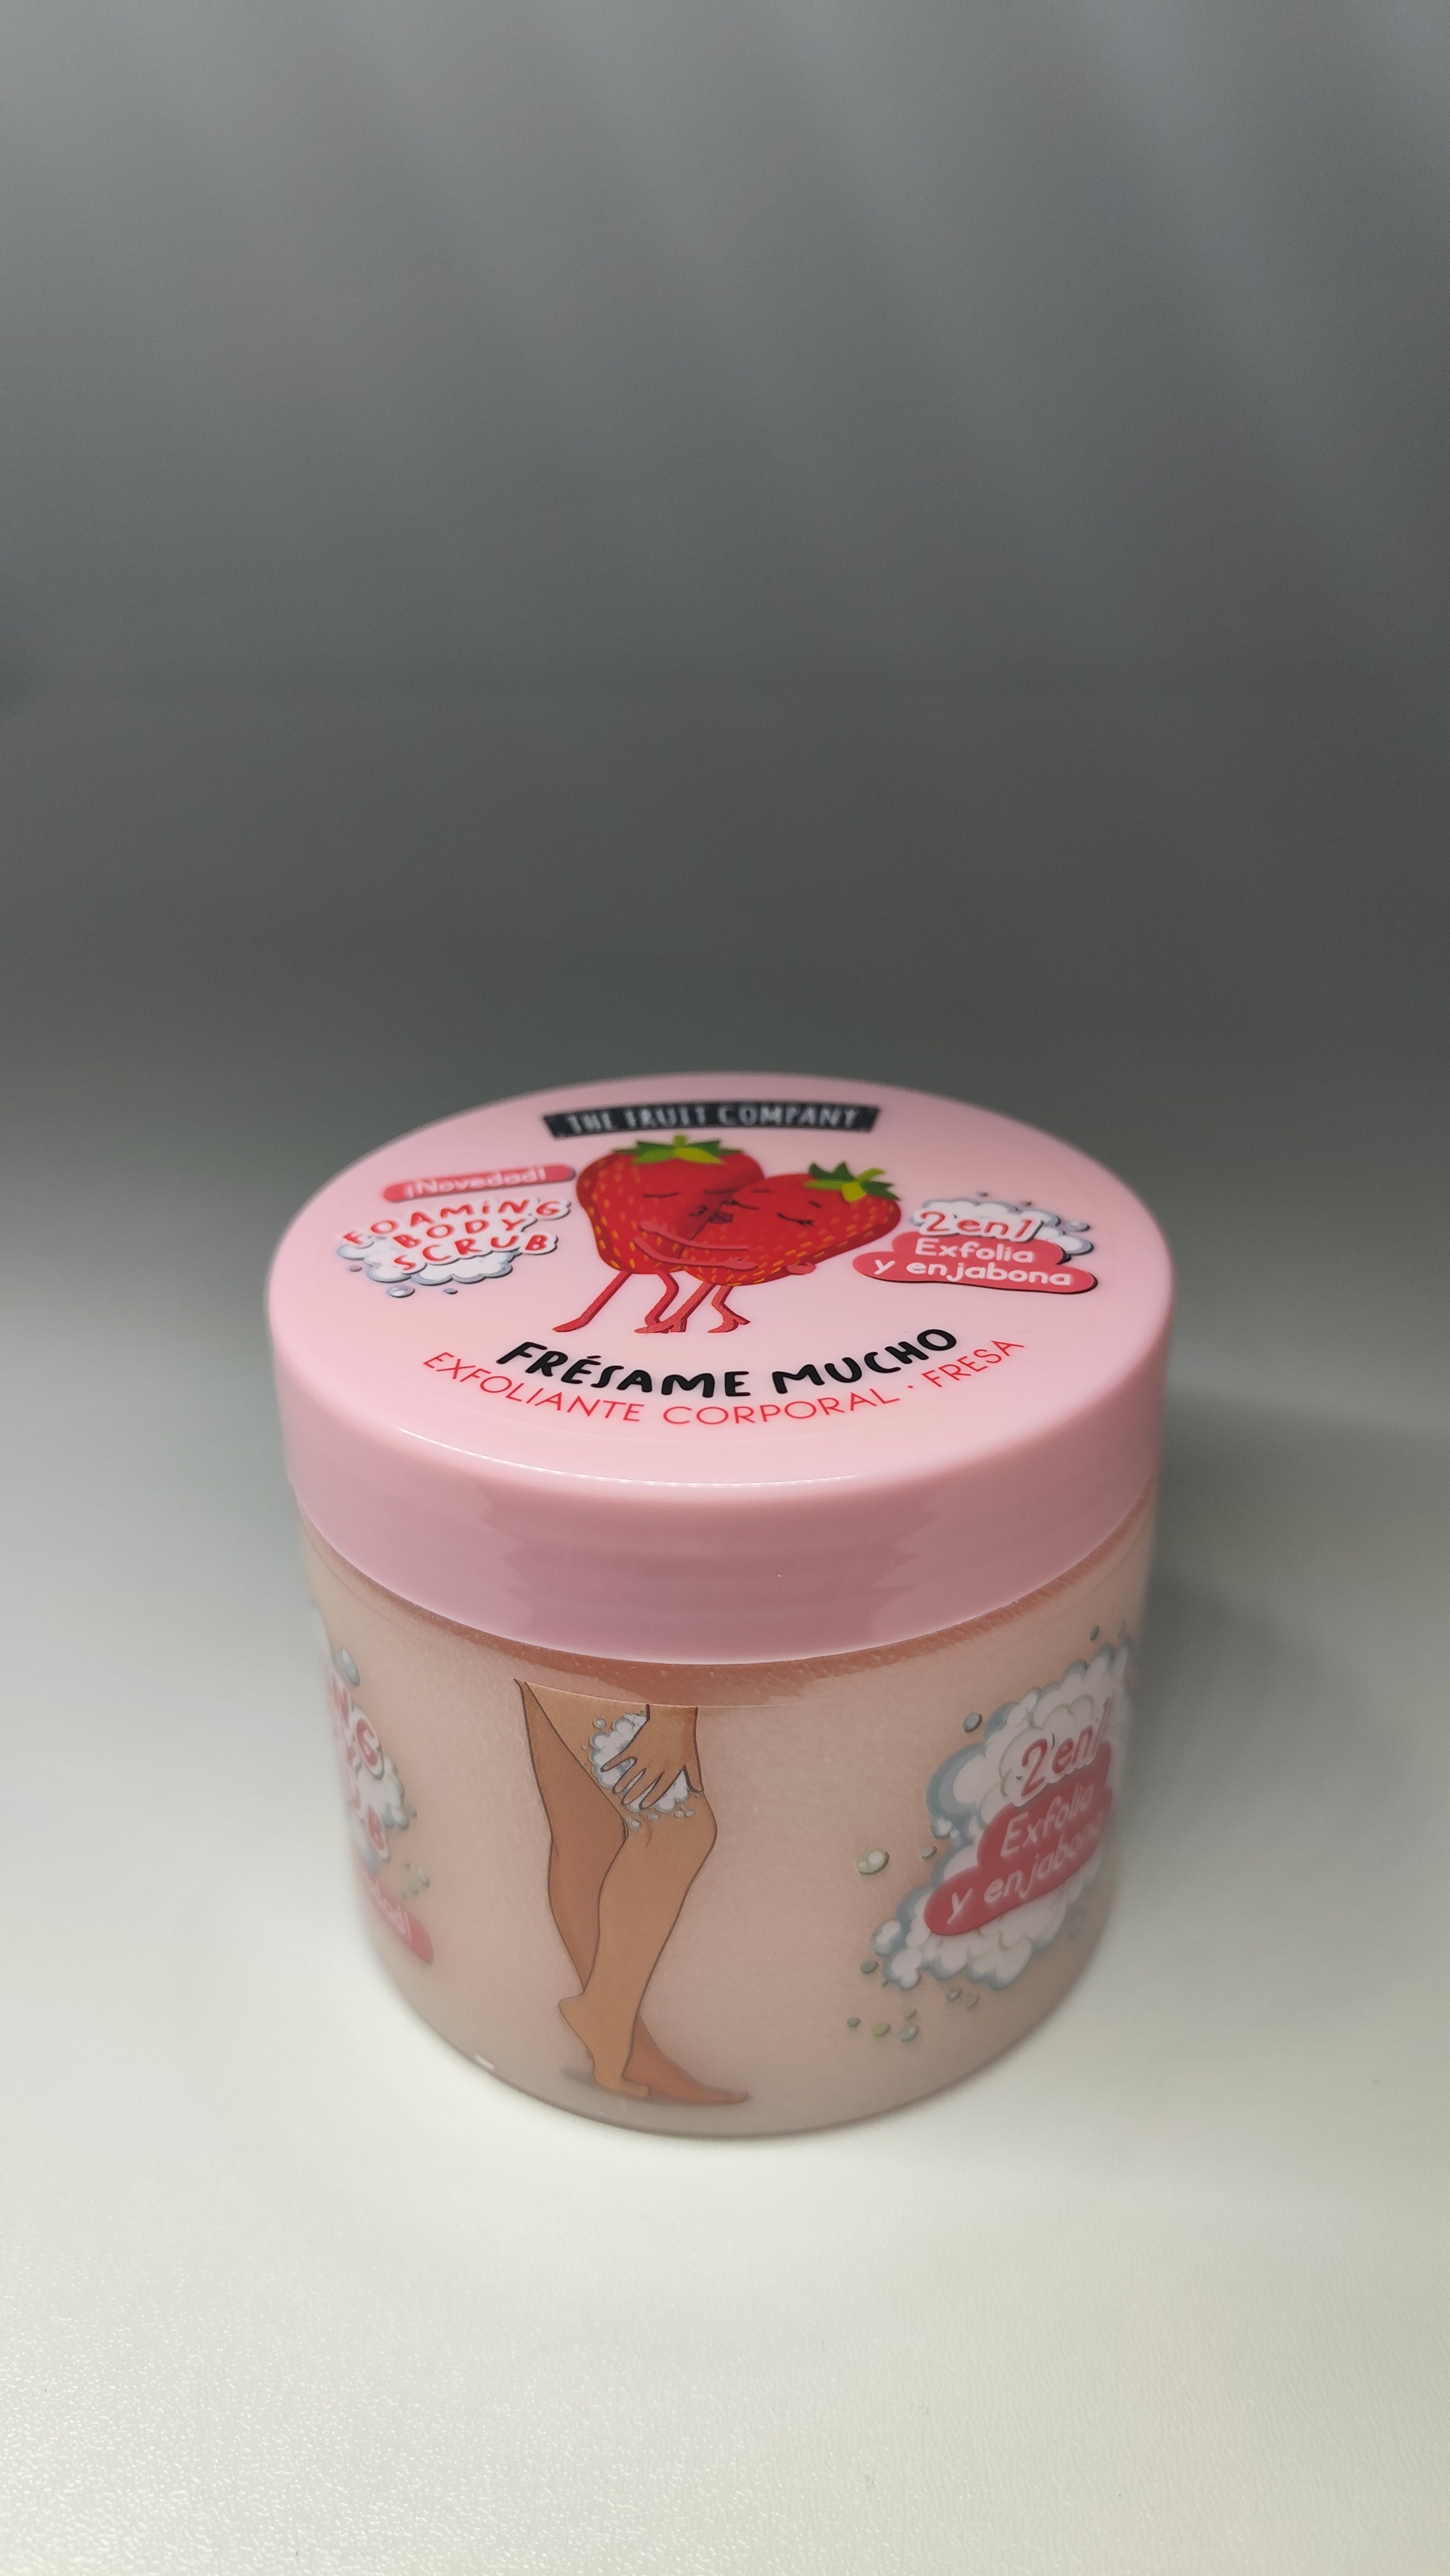 THE FRUIT COMPANY
¡Novedad!
FOAMING
BODY
SCRUB
2en1
Exfolia
y enjabona
FRÉSAME MUCHO
EXFOLIANTE CORPORAL · FRESA
2en1
Exfolia
y enjabona